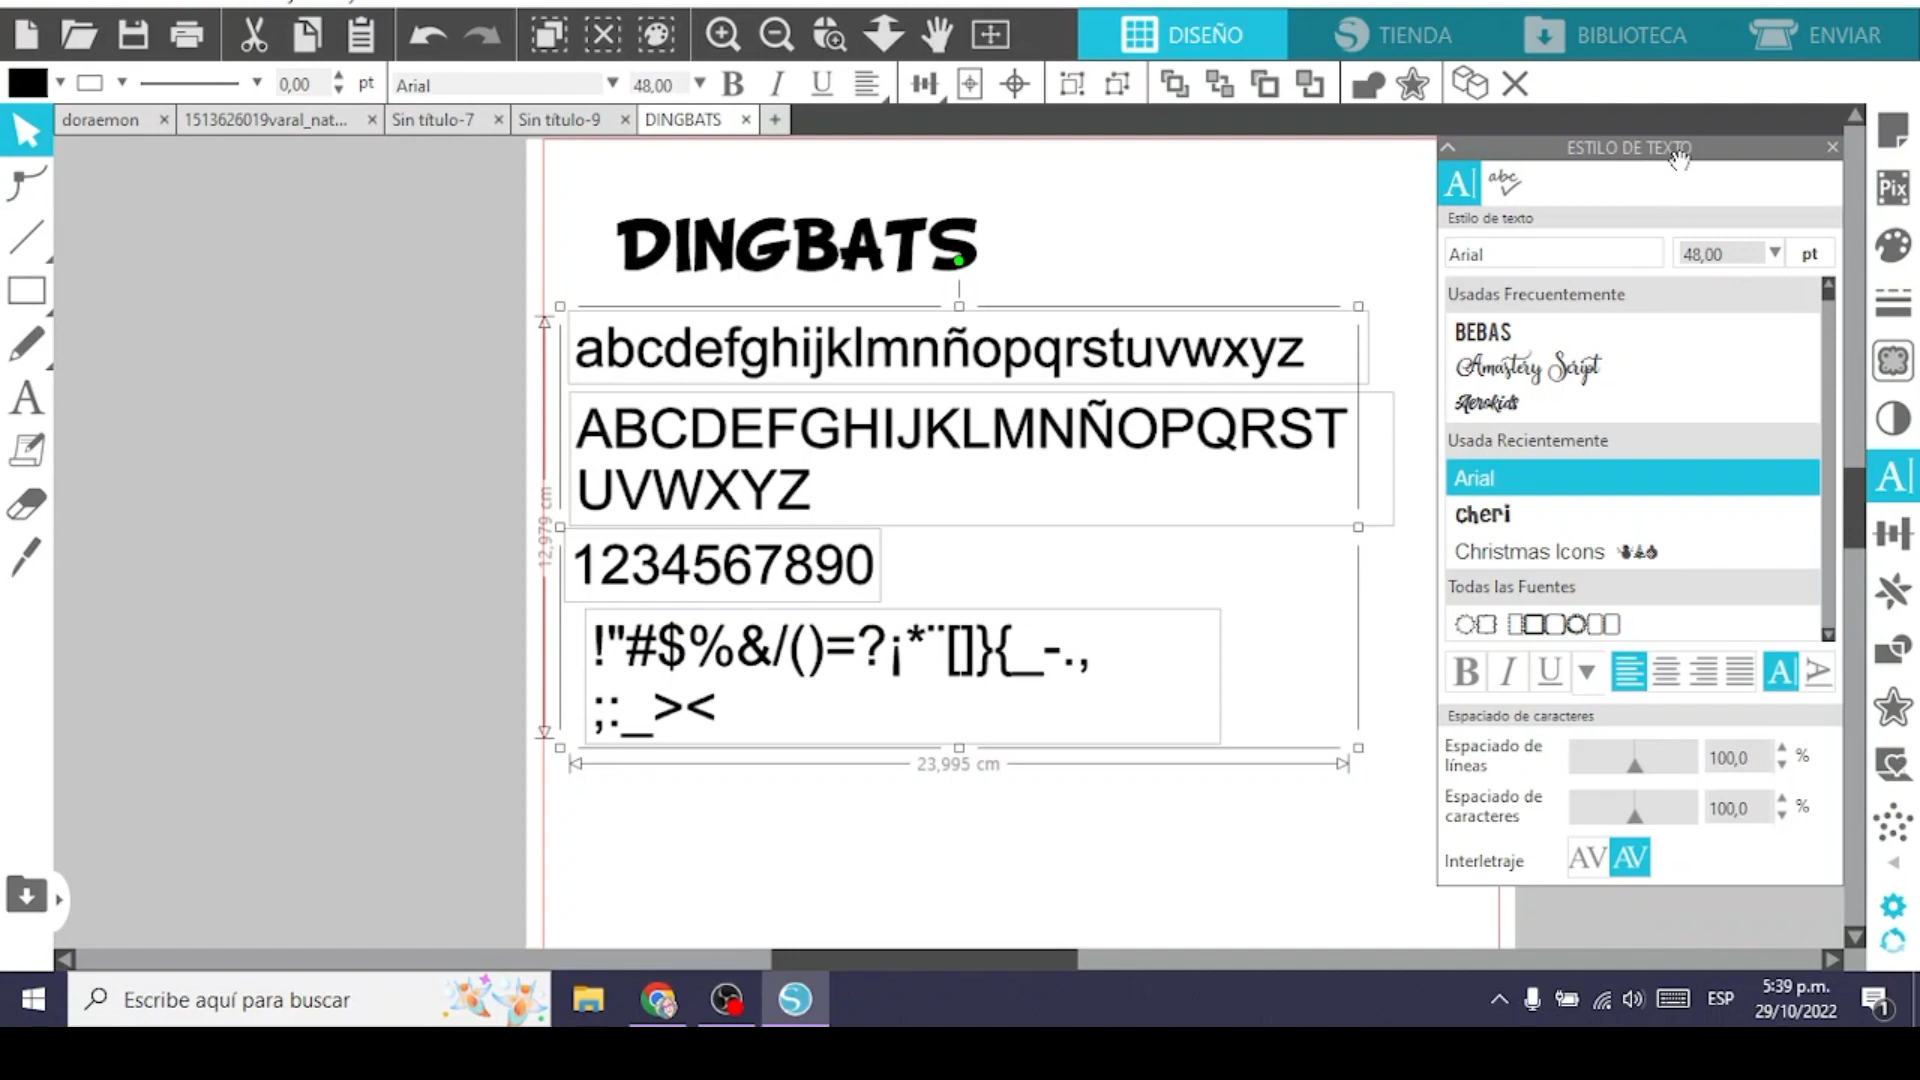 DISEÑO
TIENDA
BIBLIOTECA
ENVIAR
0,00 pt
Arial
48,00
B I U
doraemon
1513626019varal_nat...
Sin título-7
Sin título-9
DINGBATS
ESTILO DE TEXTO
abc
Pix
DINGBATS
Estilo de texto
Arial
48,00
pt
Usadas Frecuentemente
BEBAS
Amastery Script
Aerokids
Usada Recientemente
Arial
Cheri
Christmas Icons
Todas las Fuentes
B I U
Espaciado de caracteres
Espaciado de líneas
100,0 %
Espaciado de caracteres
100,0 %
Interletraje
AV AV
abcdefghijklmnñopqrstuvwxyz
ABCDEFGHIJKLMNÑOPQRST
UVWXYZ
1234567890
!"#$%&/()=?¡*¨[]}{_-.,
;:_><
12,979 cm
23,995 cm
Escribe aquí para buscar
ESP
5:39 p.m.
29/10/2022
1